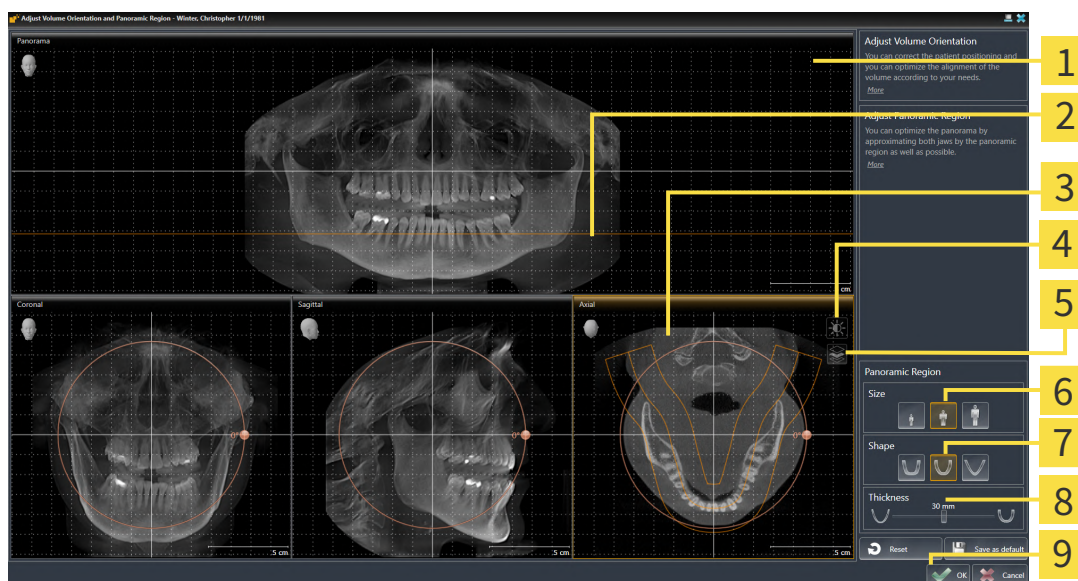 Adjust Volume Orientation and Panoramic Region - Winter, Christopher 1/1/1981
Panorama
cm
Coronal
0°
.5 cm
Sagittal
0°
.5 cm
Axial
0°
.5 cm
Adjust Volume Orientation
You can correct the patient positioning and
you can optimize the alignment of the
volume according to your needs.
More
Adjust Panoramic Region
You can optimize the panorama by
approximating both jaws by the panoramic
region as well as possible.
More
Panoramic Region
Size
Shape
Thickness
30 mm
Reset
Save as default
OK
Cancel
1
2
3
4
5
6
7
8
9